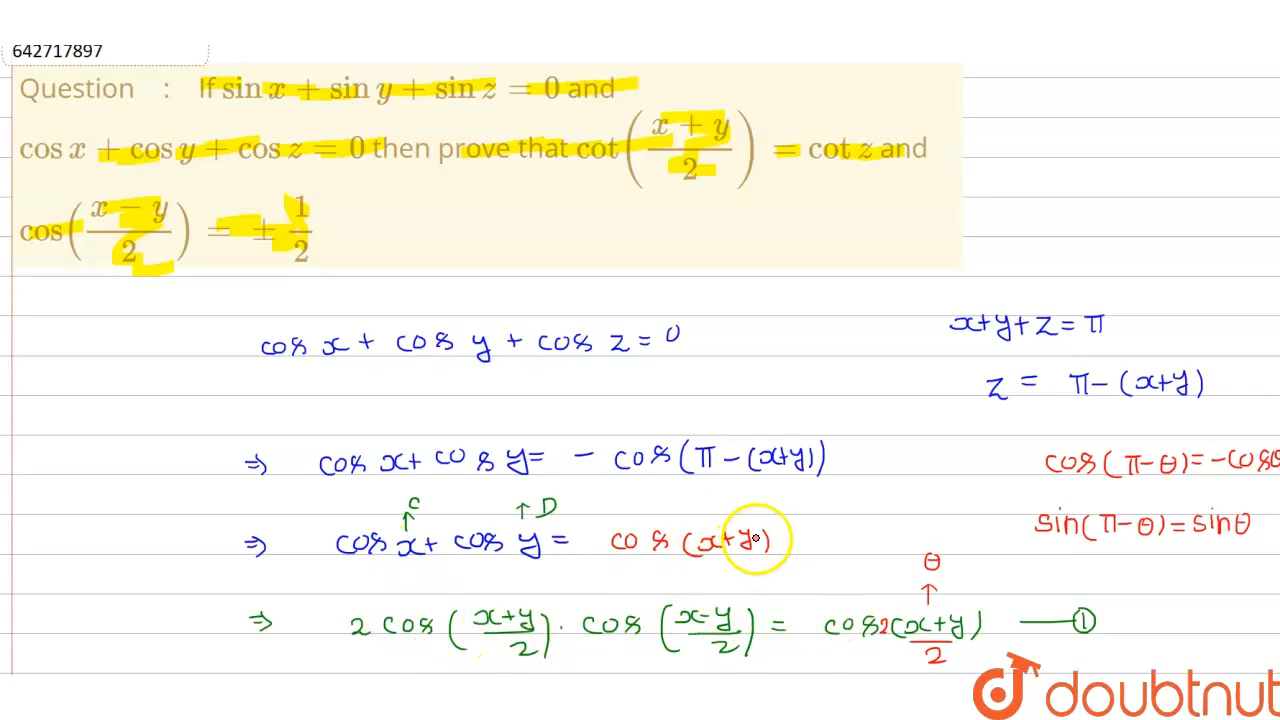 642717897
Question : If sin x + sin y + sin z = 0 and
cos x + cos y + cos z = 0 then prove that cot((x + y)/2) = cot z and
cos((x − y)/2) = ± 1/2
cos x + cos y + cos z = 0
x+y+z = π
z = π − (x+y)
⇒ cos x + cos y = − cos(π − (x+y))
cos(π−θ) = −cosθ
C ↑ D
⇒ cos x + cos y = cos(x+y)
sin(π−θ) = sinθ
θ
↑
⇒ 2 cos((x+y)/2) · cos((x−y)/2) = cos 2(x+y)/2 —— ①
doubtnut